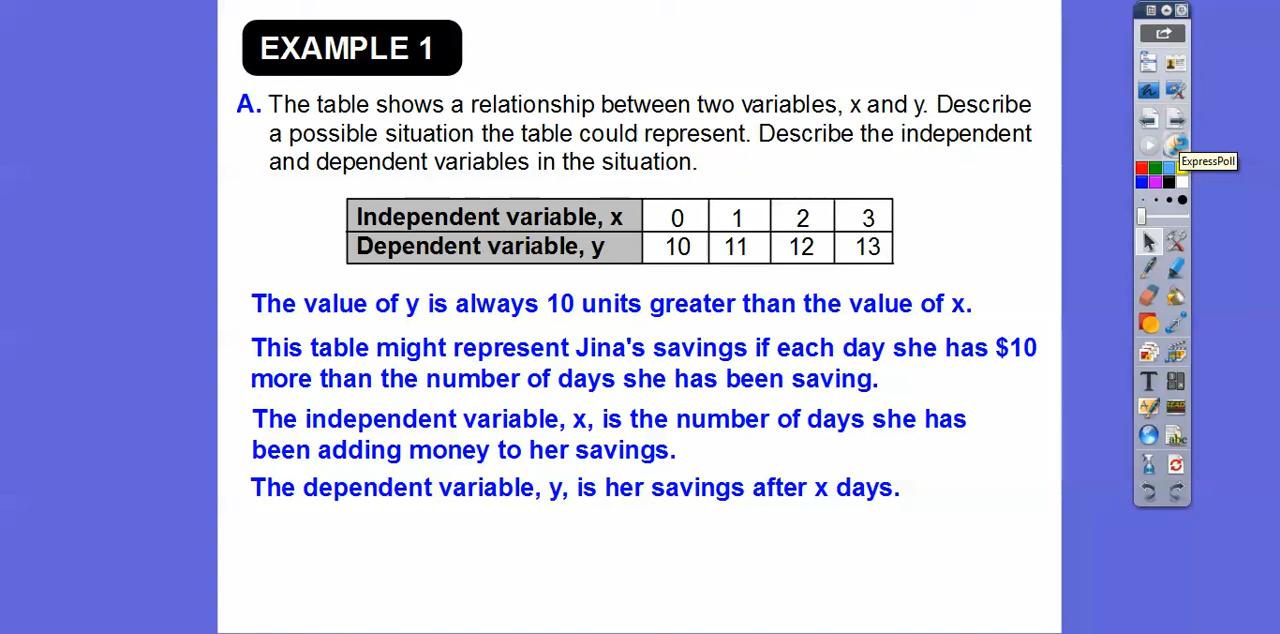 EXAMPLE 1
A. The table shows a relationship between two variables, x and y. Describe
a possible situation the table could represent. Describe the independent
and dependent variables in the situation.
ExpressPoll
Independent variable, x 0 1 2 3
Dependent variable, y 10 11 12 13
The value of y is always 10 units greater than the value of x.
This table might represent Jina's savings if each day she has $10
more than the number of days she has been saving.
The independent variable, x, is the number of days she has
been adding money to her savings.
The dependent variable, y, is her savings after x days.
T
abc